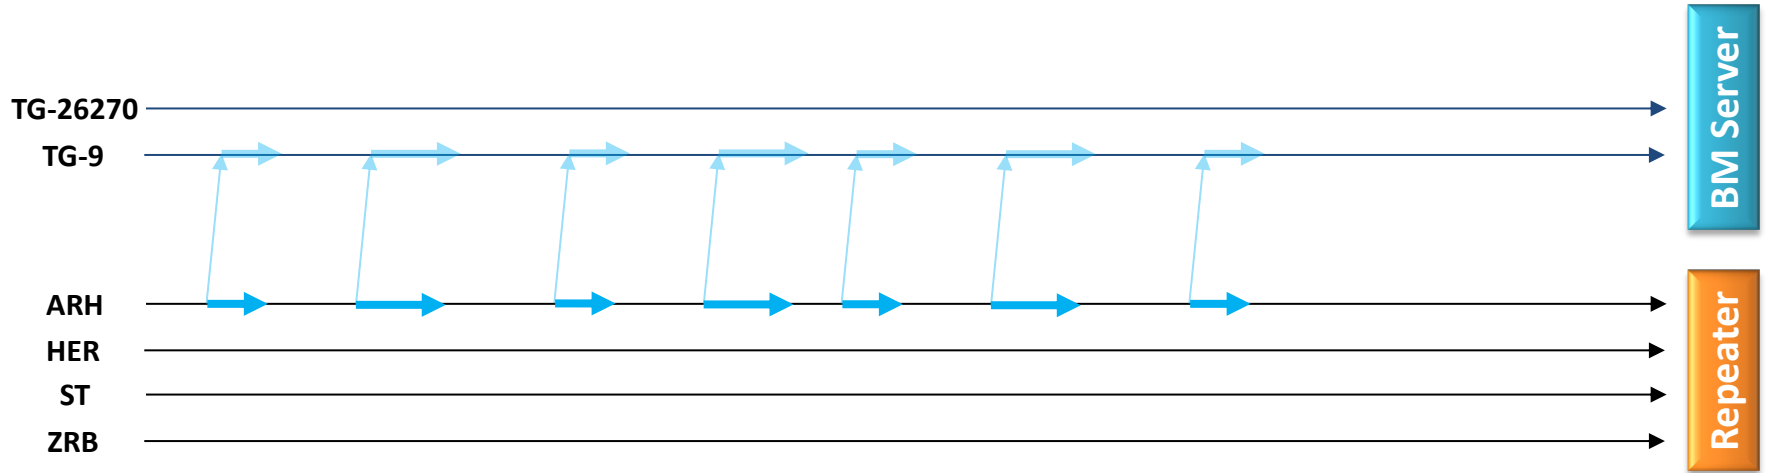 BM Server
TG-26270
TG-9
ARH
HER
ST
ZRB
Repeater